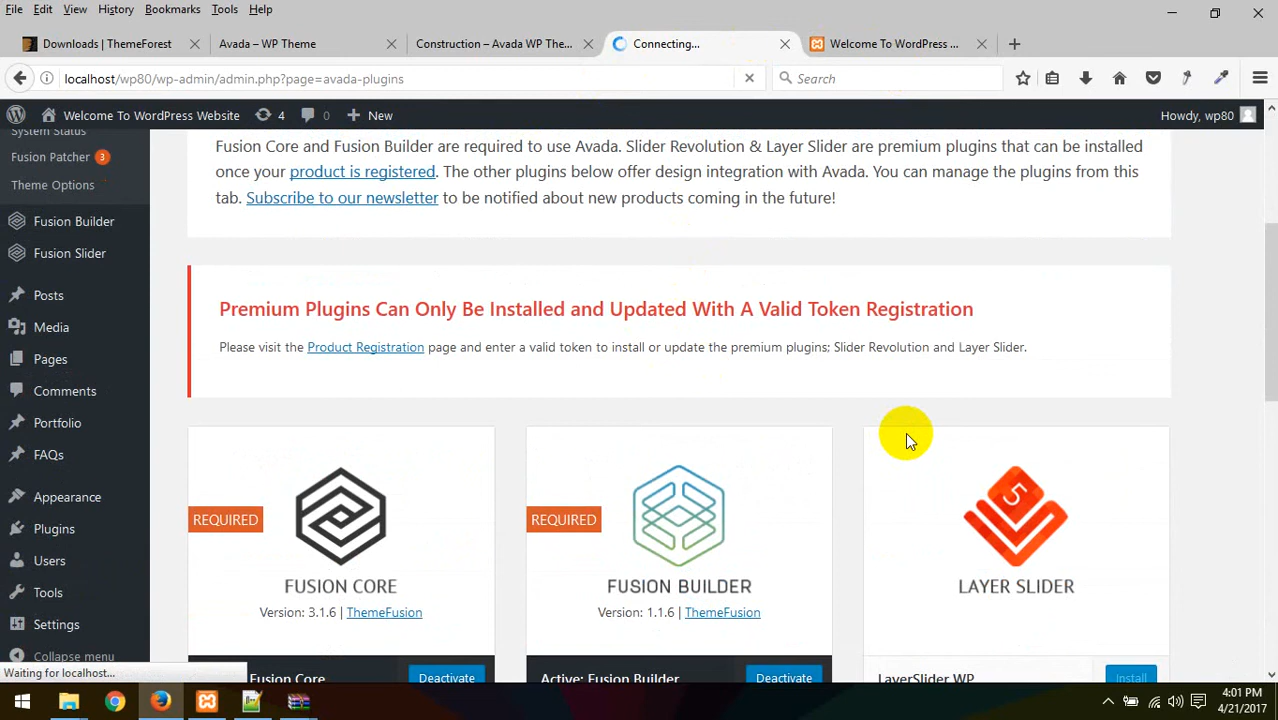 File Edit View History Bookmarks Tools Help
Downloads | ThemeForest
Avada – WP Theme
Construction – Avada WP The...
Connecting...
Welcome To WordPress ...
localhost/wp80/wp-admin/admin.php?page=avada-plugins
Search
Welcome To WordPress Website 4 0 New Howdy, wp80
System Status
Fusion Patcher 3
Theme Options
Fusion Builder
Fusion Slider
Posts
Media
Pages
Comments
Portfolio
FAQs
Appearance
Plugins
Users
Tools
Settings
Collapse menu
Fusion Core and Fusion Builder are required to use Avada. Slider Revolution & Layer Slider are premium plugins that can be installed
once your product is registered. The other plugins below offer design integration with Avada. You can manage the plugins from this
tab. Subscribe to our newsletter to be notified about new products coming in the future!
Premium Plugins Can Only Be Installed and Updated With A Valid Token Registration
Please visit the Product Registration page and enter a valid token to install or update the premium plugins; Slider Revolution and Layer Slider.
REQUIRED
FUSION CORE
Version: 3.1.6 | ThemeFusion
Fusion Core
Deactivate
REQUIRED
FUSION BUILDER
Version: 1.1.6 | ThemeFusion
Active: Fusion Builder
Deactivate
5
LAYER SLIDER
LayerSlider WP
Install
Waiting for localhost...
4:01 PM
4/21/2017